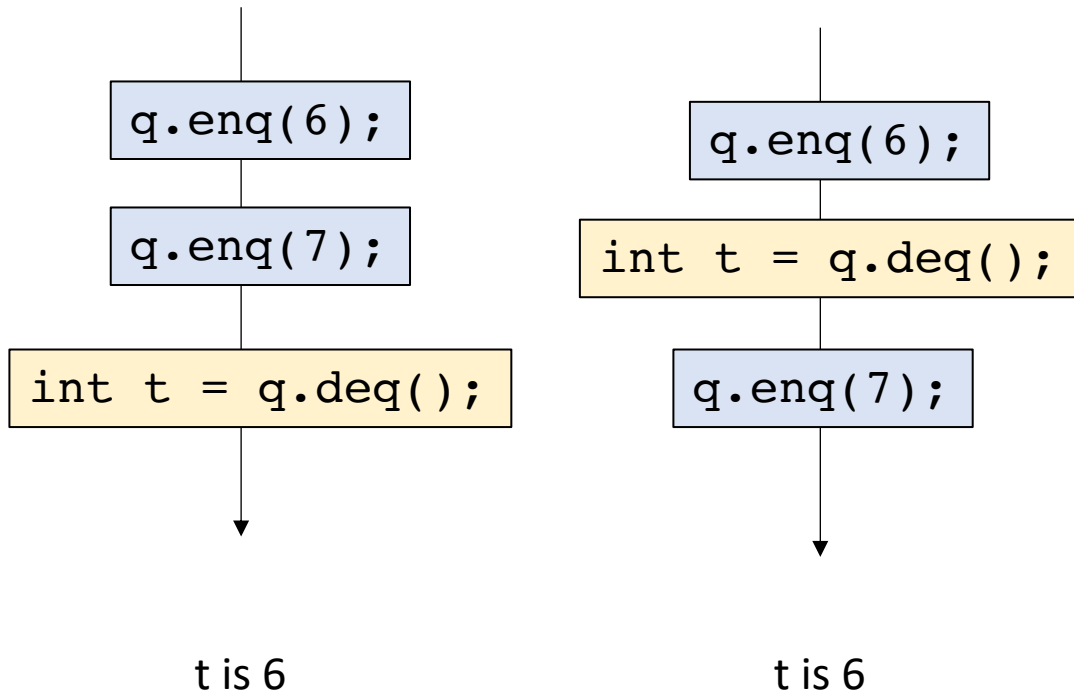 q.enq(6);
q.enq(7);
int t = q.deq();
t is 6
q.enq(6);
int t = q.deq();
q.enq(7);
t is 6